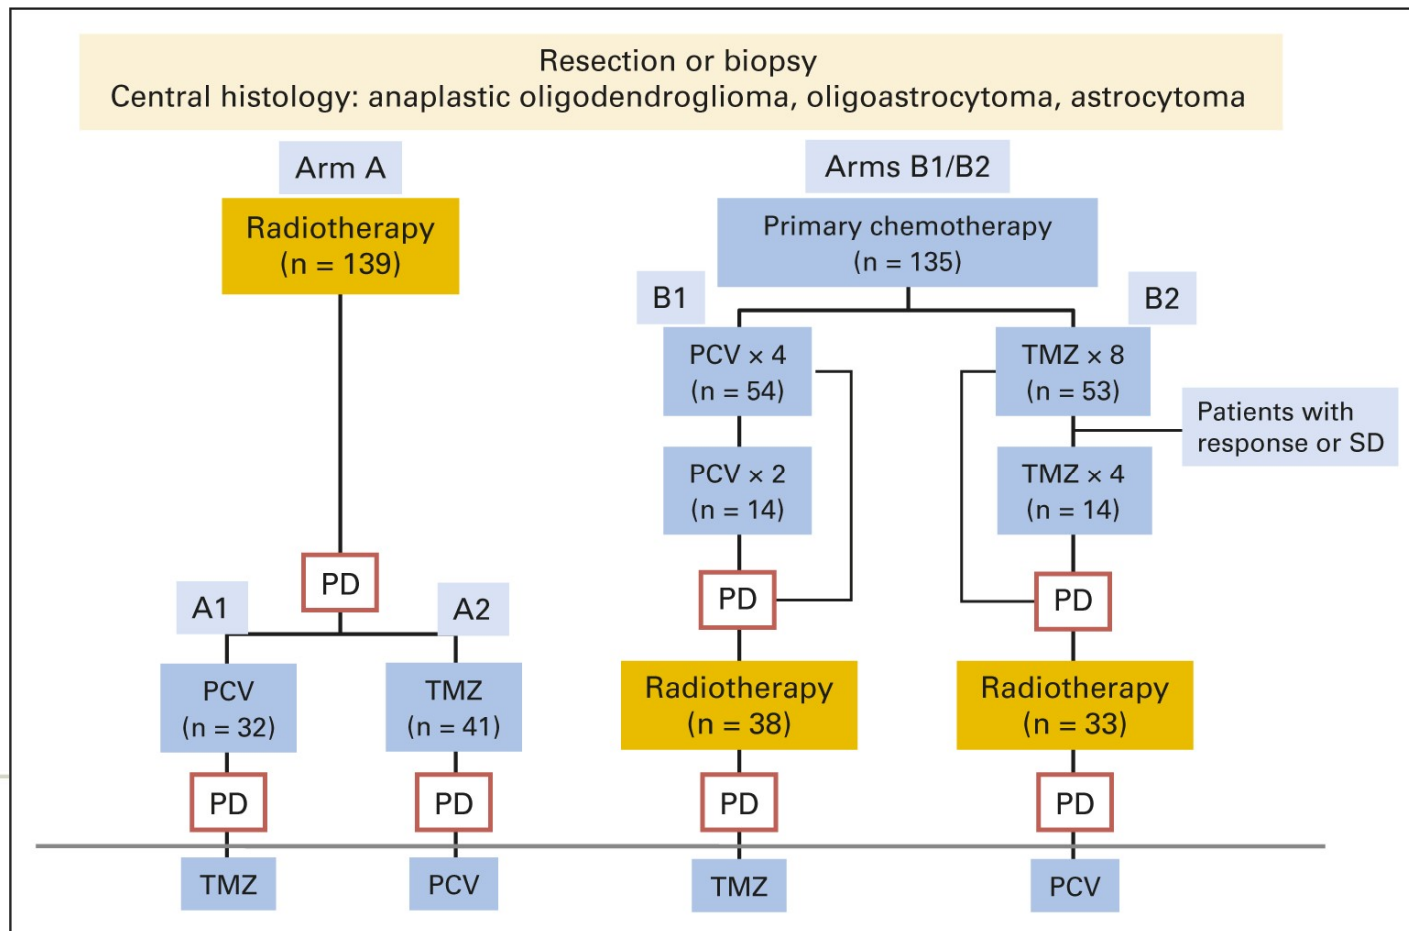 Resection or biopsy
Central histology: anaplastic oligodendroglioma, oligoastrocytoma, astrocytoma
Arm A
Radiotherapy
(n = 139)
PD
A1
A2
PCV
(n = 32)
TMZ
(n = 41)
PD
PD
TMZ
PCV
Arms B1/B2
Primary chemotherapy
(n = 135)
B1
B2
PCV × 4
(n = 54)
TMZ × 8
(n = 53)
Patients with
response or SD
PCV × 2
(n = 14)
TMZ × 4
(n = 14)
PD
PD
Radiotherapy
(n = 38)
Radiotherapy
(n = 33)
PD
PD
TMZ
PCV